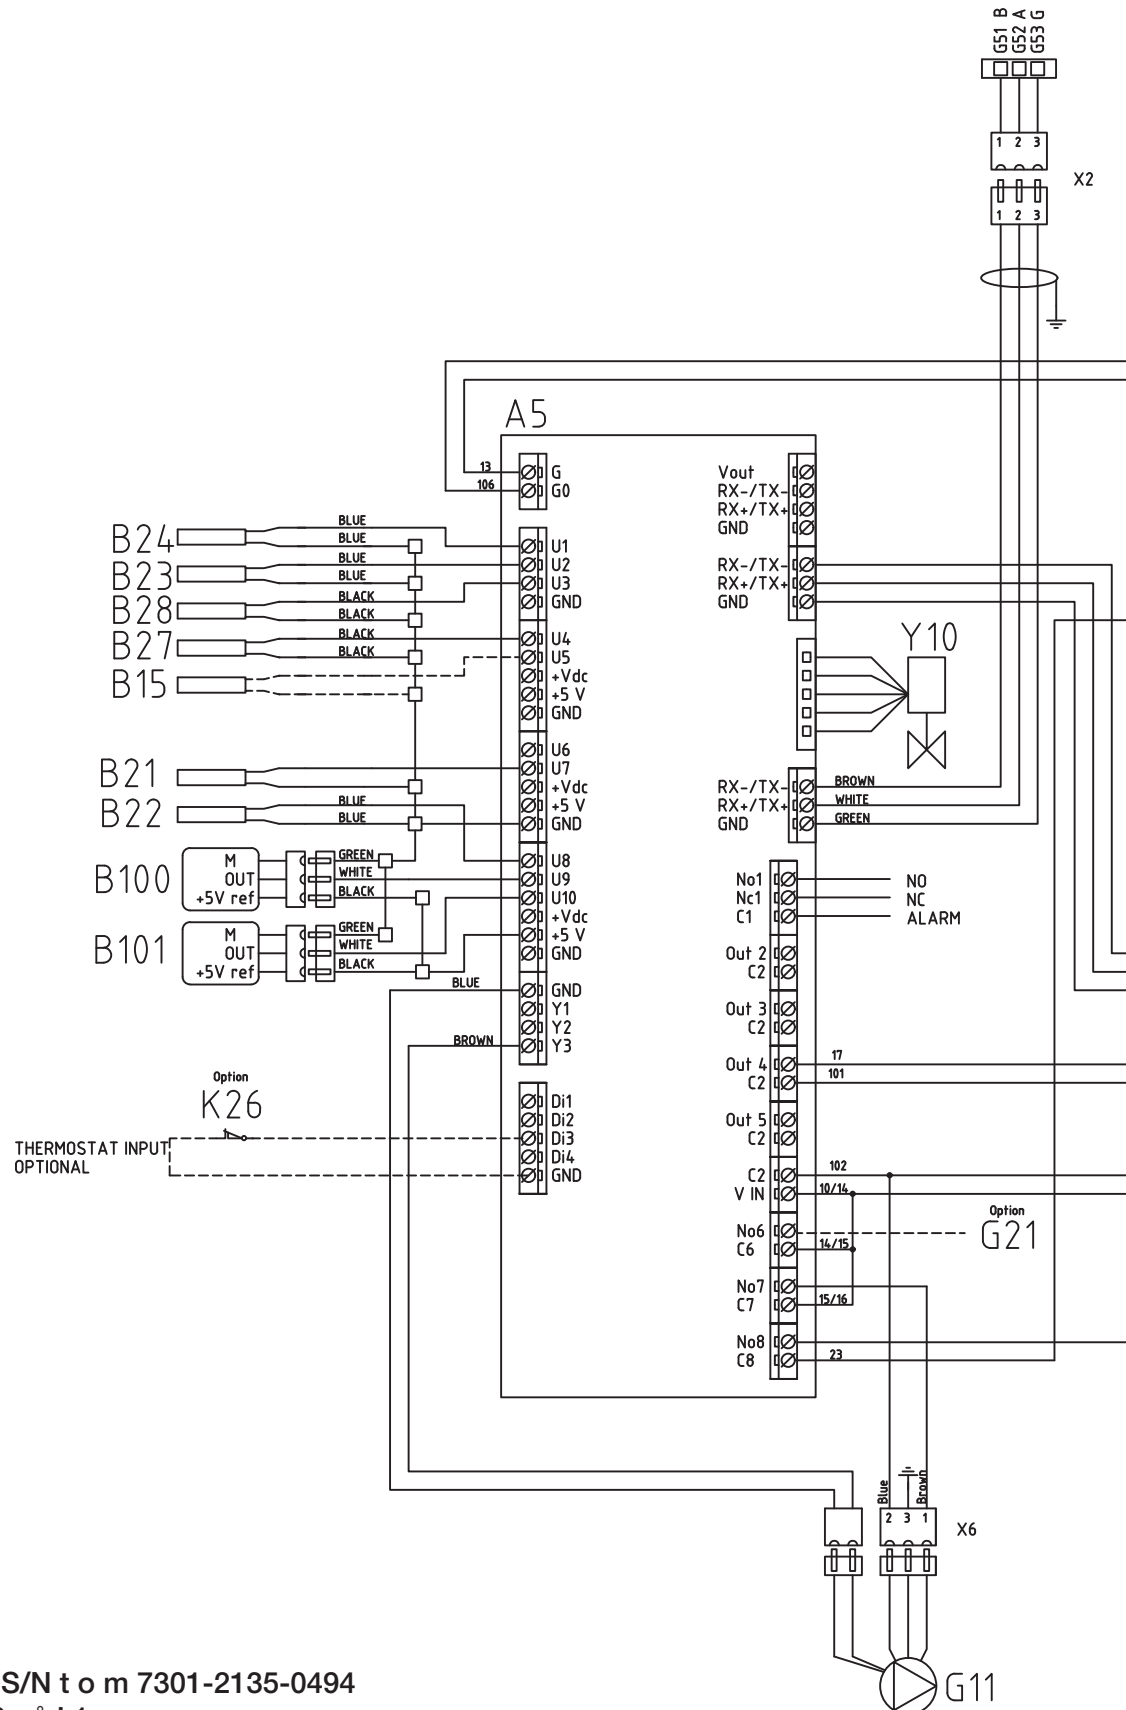 G51 B
G52 A
G53 G
1 2 3
X2
1 2 3
A5
13 G
106 G0
Vout
RX-/TX-
RX+/TX+
GND
B24 BLUE
BLUE
U1
B23 BLUE
BLUE
U2
B28 BLACK
BLACK
U3
GND
RX-/TX-
RX+/TX+
GND
B27 BLACK
BLACK
U4
B15 U5
+Vdc
+5 V
GND
Y10
B21
U6
U7
+Vdc
B22 BLUE
BLUE
+5 V
GND
RX-/TX- BROWN
RX+/TX+ WHITE
GND GREEN
B100
M GREEN U8
OUT WHITE U9
+5V ref BLACK U10
+Vdc
B101
M GREEN +5 V
OUT WHITE GND
+5V ref BLACK
BLUE GND
Y1
Y2
BROWN Y3
No1 NO
Nc1 NC
C1 ALARM
Out 2
C2
Out 3
C2
Out 4 17
C2 101
Out 5
C2
C2 102
V IN 10/14
Option
K26
THERMOSTAT INPUT
OPTIONAL
Di1
Di2
Di3
Di4
GND
No6
Option
G21
C6 14/15
No7
C7 15/16
No8
C8 23
Blue Brown
2 3 1
X6
G11
S/N t o m 7301-2135-0494